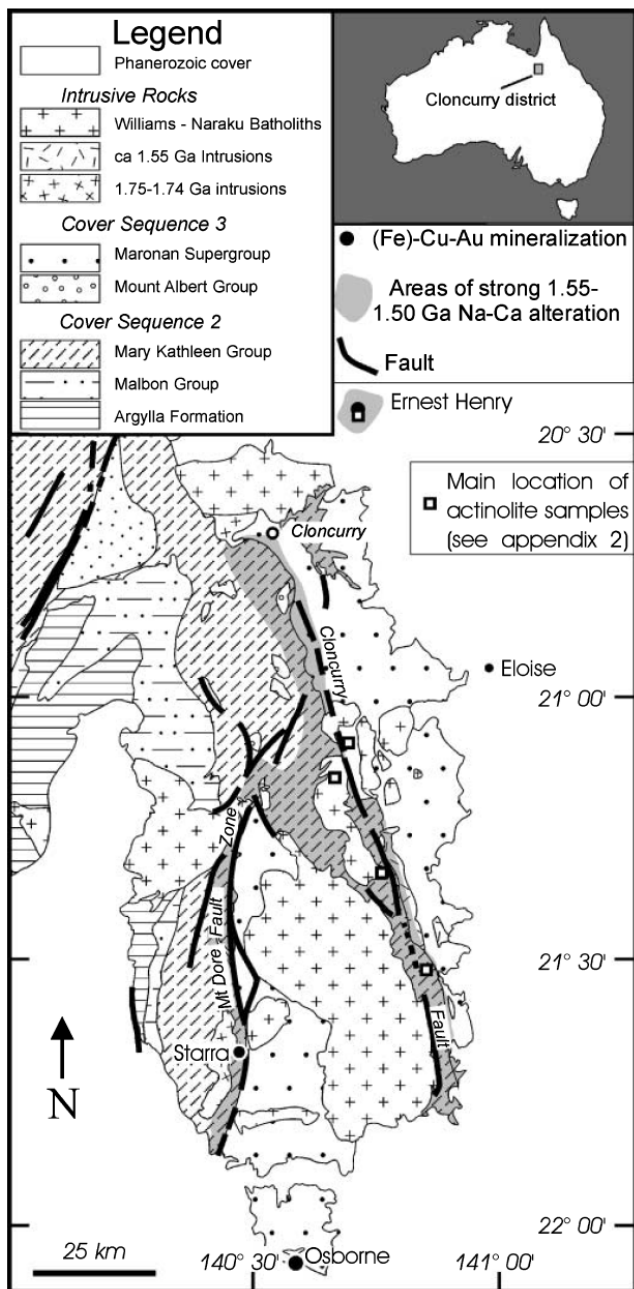 Legend
Phanerozoic cover
Intrusive Rocks
Williams - Naraku Batholiths
ca 1.55 Ga Intrusions
1.75-1.74 Ga intrusions
Cover Sequence 3
Maronan Supergroup
Mount Albert Group
Cover Sequence 2
Mary Kathleen Group
Malbon Group
Argylla Formation
Cloncurry district
(Fe)-Cu-Au mineralization
Areas of strong 1.55-
1.50 Ga Na-Ca alteration
Fault
Ernest Henry
20° 30'
Main location of
actinolite samples
(see appendix 2)
Cloncurry
Cloncurry
Eloise
21° 00'
Zone
Fault
Mt Dore
21° 30'
Fault
Starra
N
22° 00'
25 km
140° 30'
Osborne
141° 00'